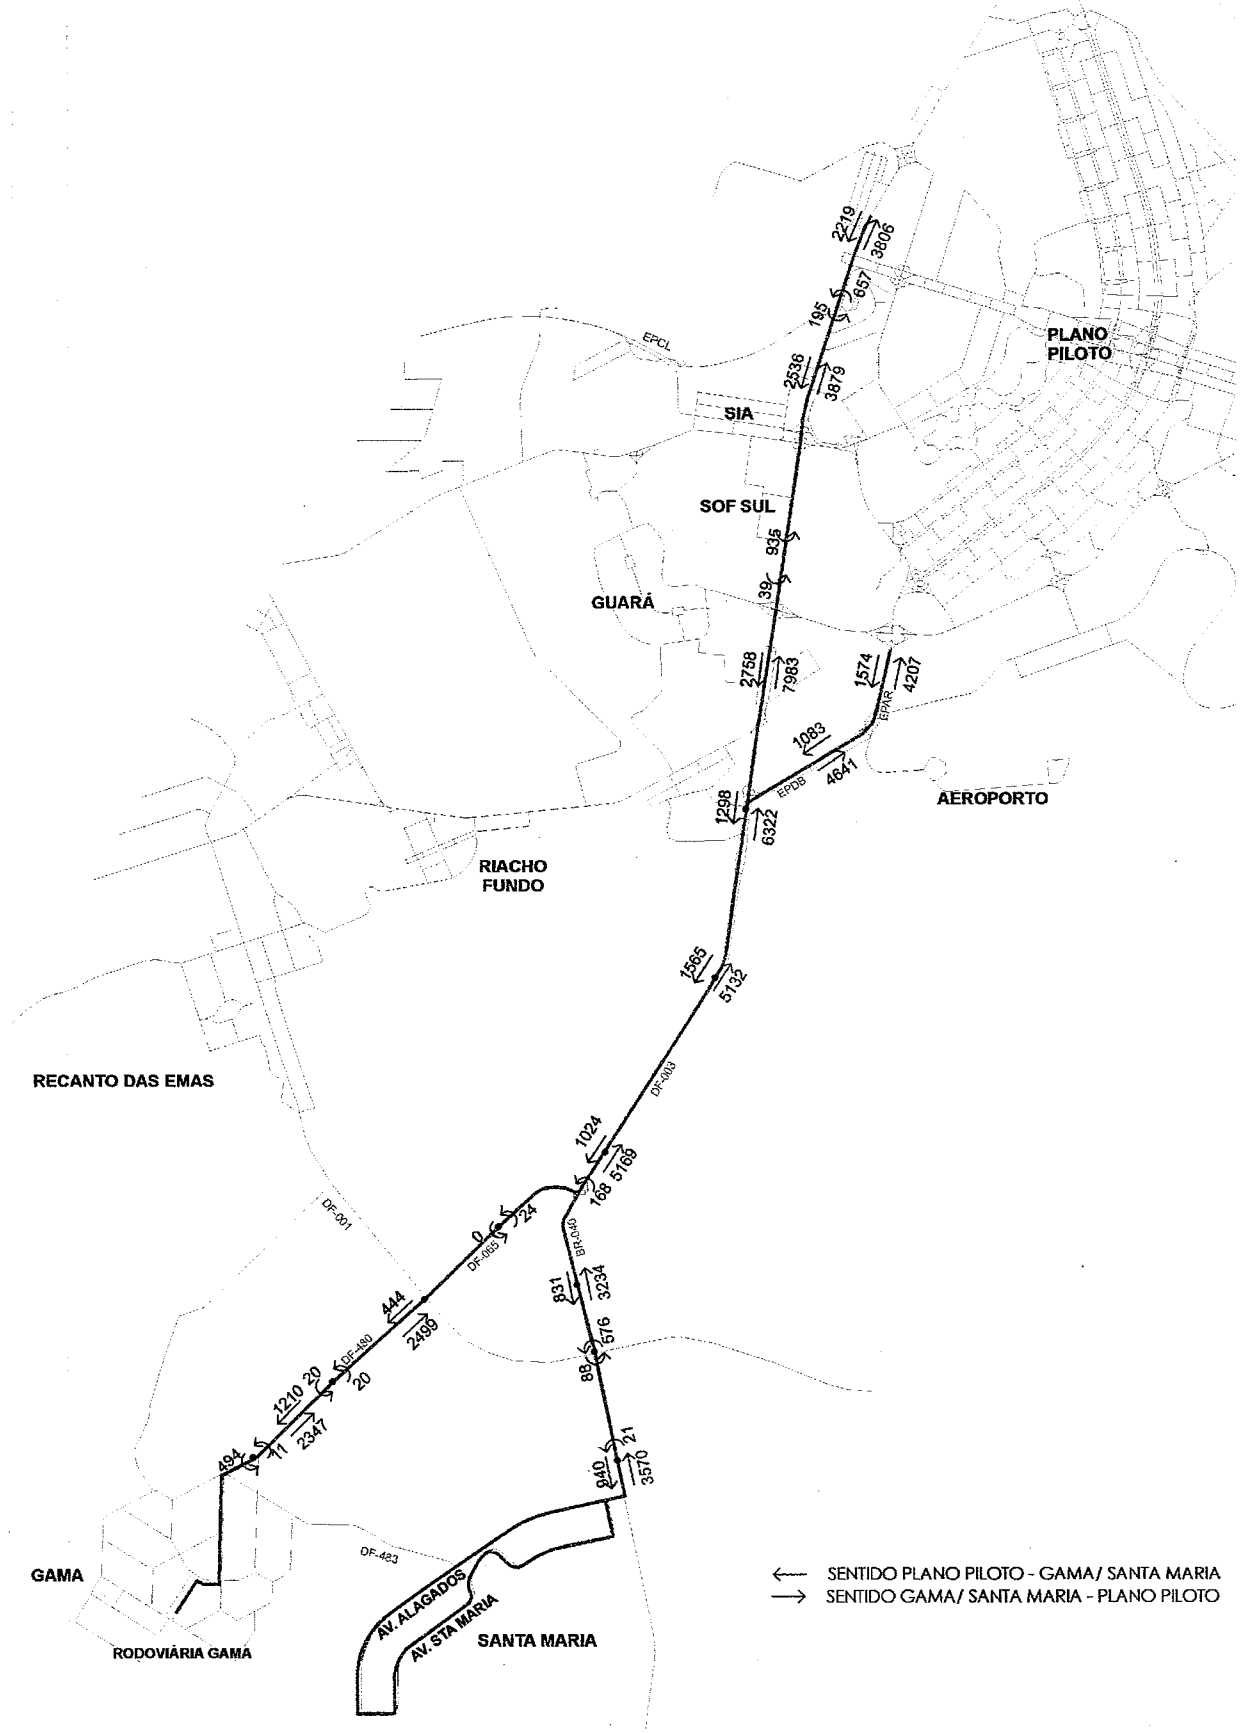 2219
3806
657
195
PLANO
PILOTO
EPCL
2536
3879
SIA
SOF SUL
935
39
GUARÁ
2758
7983
1574
4207
EPAR
1083
4641
EPDB
AEROPORTO
1298
6322
RIACHO
FUNDO
1565
5132
RECANTO DAS EMAS
DF-003
1024
5169
168
DF-001
24
0
DF-065
BR-040
831
3234
444
2499
576
DF-480
88
20
20
1210
2347
21
11
494
940
3570
DF-483
GAMA
SENTIDO PLANO PILOTO - GAMA/ SANTA MARIA
SENTIDO GAMA/ SANTA MARIA - PLANO PILOTO
AV. ALAGADOS
AV. STA MARIA
SANTA MARIA
RODOVIÁRIA GAMA